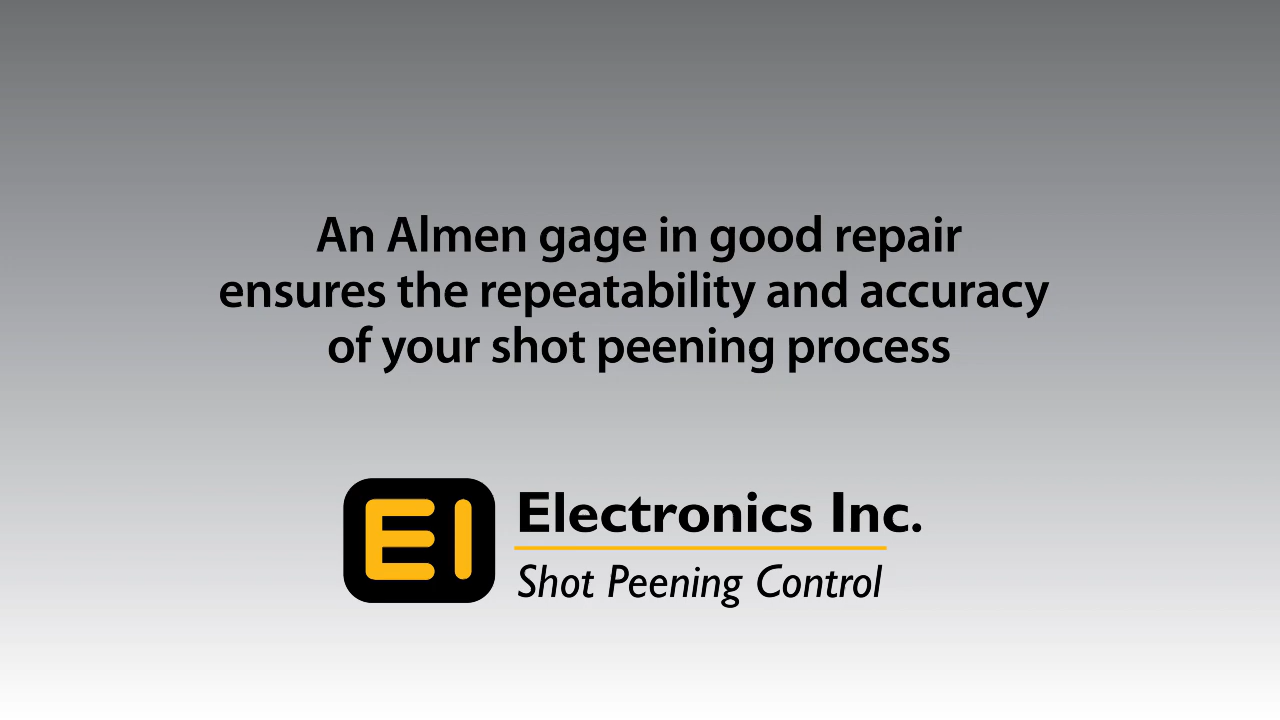 An Almen gage in good repair
ensures the repeatability and accuracy
of your shot peening process
EI
Electronics Inc.
Shot Peening Control